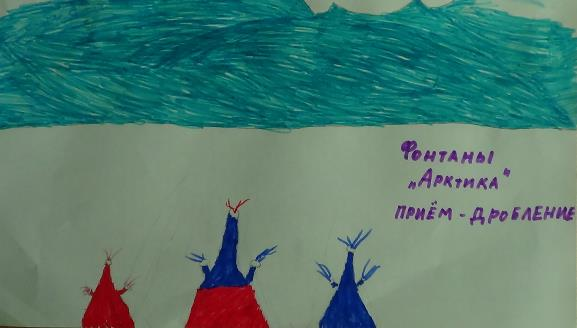 Фонтаны
„Арктика"
приём - дробление